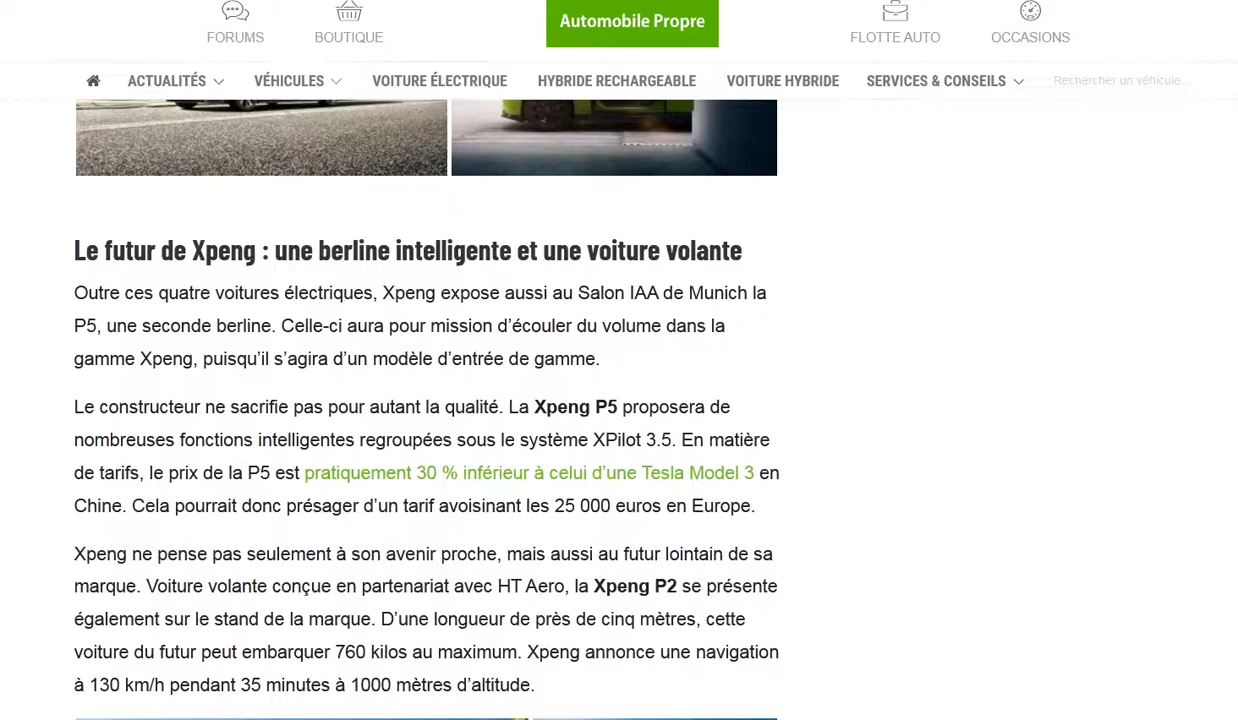 FORUMS
BOUTIQUE
Automobile Propre
FLOTTE AUTO
OCCASIONS
ACTUALITÉS
VÉHICULES
VOITURE ÉLECTRIQUE
HYBRIDE RECHARGEABLE
VOITURE HYBRIDE
SERVICES & CONSEILS
Rechercher un véhicule...
Le futur de Xpeng : une berline intelligente et une voiture volante
Outre ces quatre voitures électriques, Xpeng expose aussi au Salon IAA de Munich la
P5, une seconde berline. Celle-ci aura pour mission d’écouler du volume dans la
gamme Xpeng, puisqu’il s’agira d’un modèle d’entrée de gamme.
Le constructeur ne sacrifie pas pour autant la qualité. La Xpeng P5 proposera de
nombreuses fonctions intelligentes regroupées sous le système XPilot 3.5. En matière
de tarifs, le prix de la P5 est pratiquement 30 % inférieur à celui d’une Tesla Model 3 en
Chine. Cela pourrait donc présager d’un tarif avoisinant les 25 000 euros en Europe.
Xpeng ne pense pas seulement à son avenir proche, mais aussi au futur lointain de sa
marque. Voiture volante conçue en partenariat avec HT Aero, la Xpeng P2 se présente
également sur le stand de la marque. D’une longueur de près de cinq mètres, cette
voiture du futur peut embarquer 760 kilos au maximum. Xpeng annonce une navigation
à 130 km/h pendant 35 minutes à 1000 mètres d’altitude.